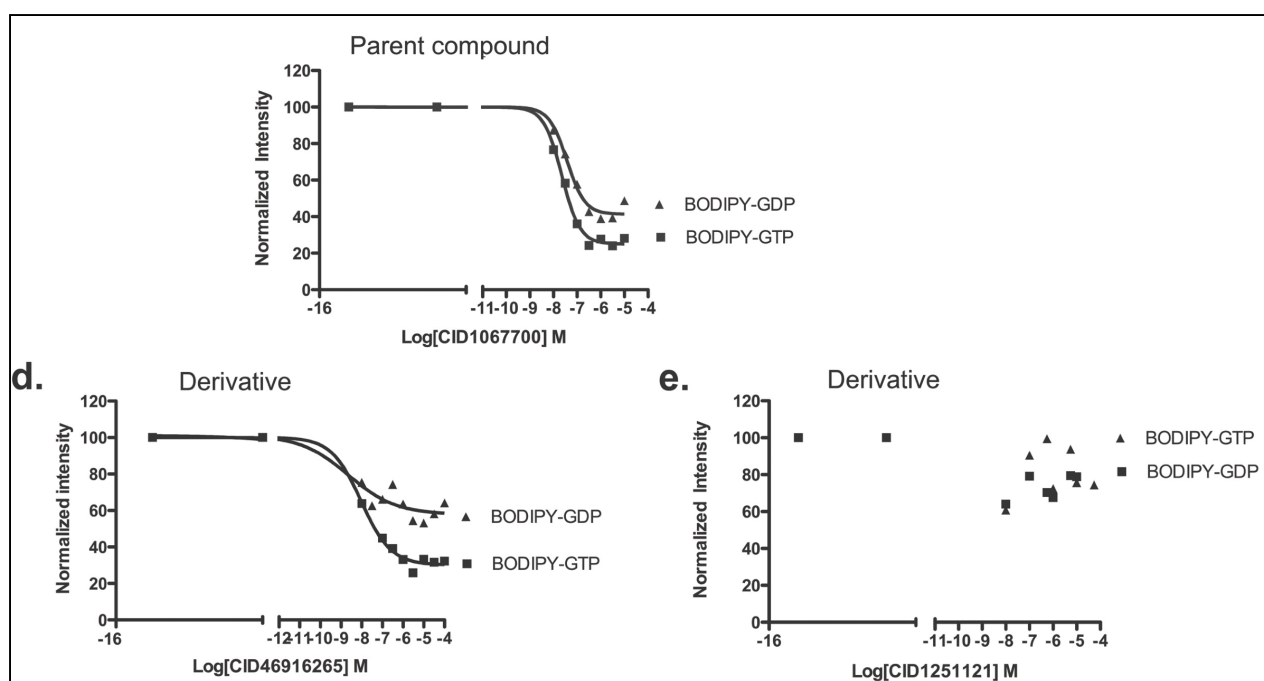 Parent compound
120
100
80
60
40
20
0
Normalized Intensity
-16
-11-10 -9 -8 -7 -6 -5 -4
Log[CID1067700] M
BODIPY-GDP
BODIPY-GTP
d.
Derivative
120
100
80
60
40
20
0
Normalized intensity
-16
-12-11-10 -9 -8 -7 -6 -5 -4
Log[CID46916265] M
BODIPY-GDP
BODIPY-GTP
e.
Derivative
120
100
80
60
40
20
0
Normalized Intensity
-16
-11-10 -9 -8 -7 -6 -5 -4
Log[CID1251121] M
BODIPY-GTP
BODIPY-GDP